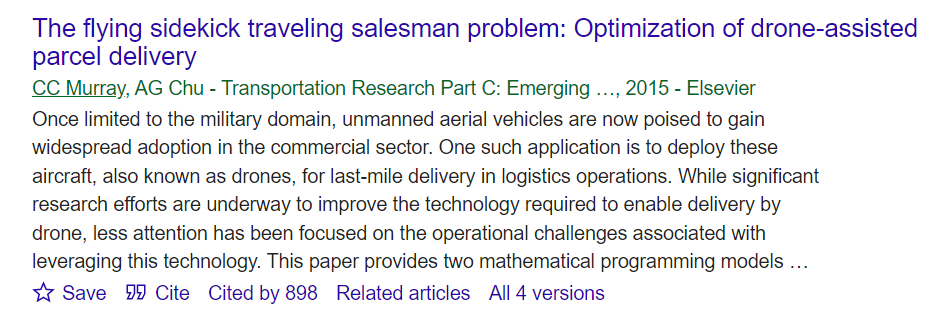 The flying sidekick traveling salesman problem: Optimization of drone-assisted
parcel delivery
CC Murray, AG Chu - Transportation Research Part C: Emerging …, 2015 - Elsevier
Once limited to the military domain, unmanned aerial vehicles are now poised to gain
widespread adoption in the commercial sector. One such application is to deploy these
aircraft, also known as drones, for last-mile delivery in logistics operations. While significant
research efforts are underway to improve the technology required to enable delivery by
drone, less attention has been focused on the operational challenges associated with
leveraging this technology. This paper provides two mathematical programming models …
Save Cite Cited by 898 Related articles All 4 versions